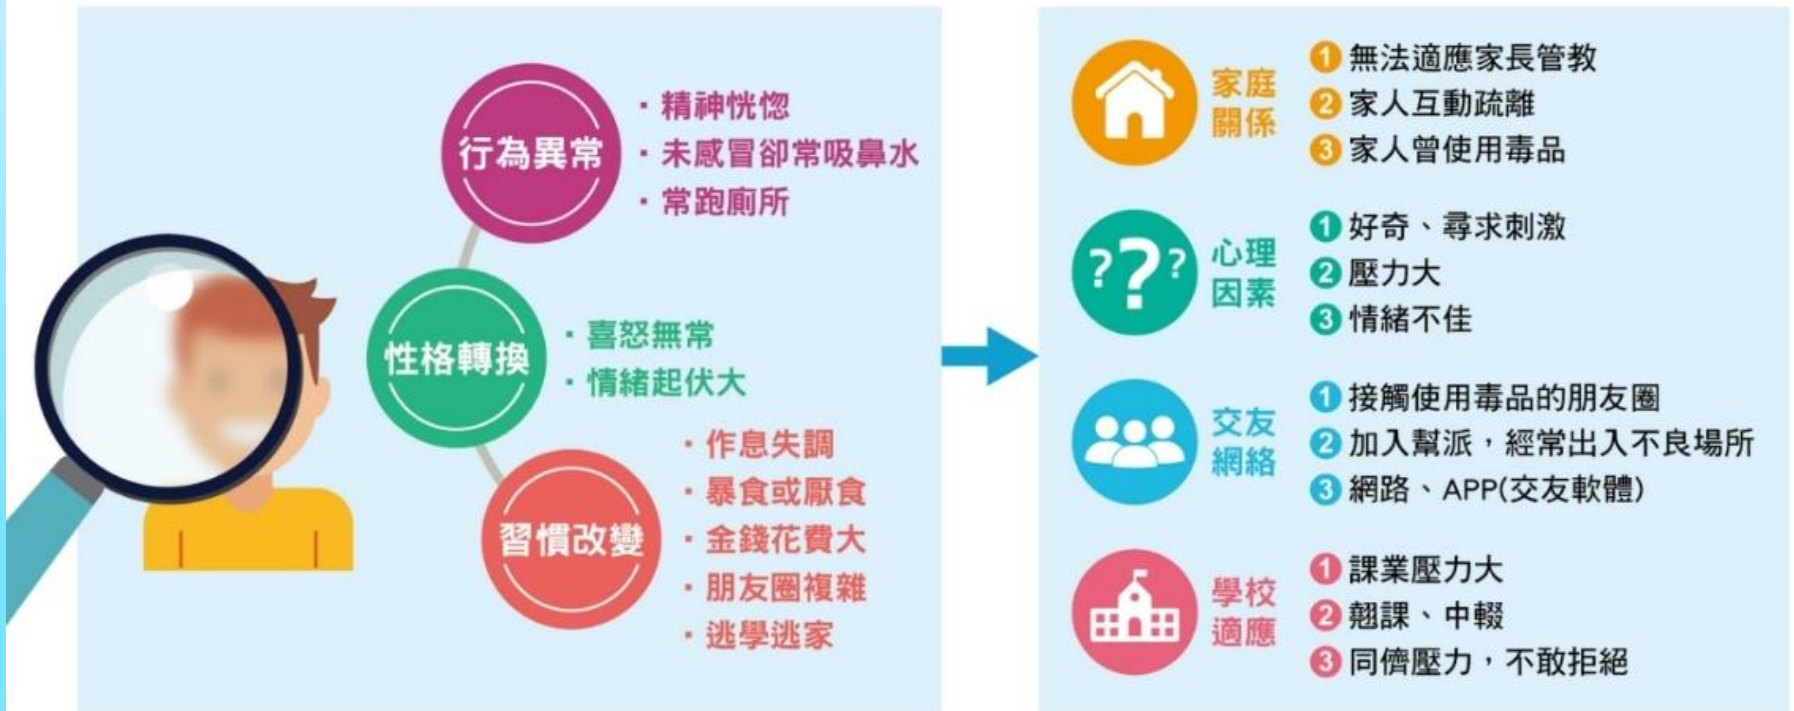 行為異常
・精神恍惚
・未感冒卻常吸鼻水
・常跑廁所
性格轉換
・喜怒無常
・情緒起伏大
習慣改變
・作息失調
・暴食或厭食
・金錢花費大
・朋友圈複雜
・逃學逃家
家庭
關係
1 無法適應家長管教
2 家人互動疏離
3 家人曾使用毒品
???
心理
因素
1 好奇、尋求刺激
2 壓力大
3 情緒不佳
交友
網絡
1 接觸使用毒品的朋友圈
2 加入幫派，經常出入不良場所
3 網路、APP(交友軟體)
學校
適應
1 課業壓力大
2 翹課、中輟
3 同儕壓力，不敢拒絕